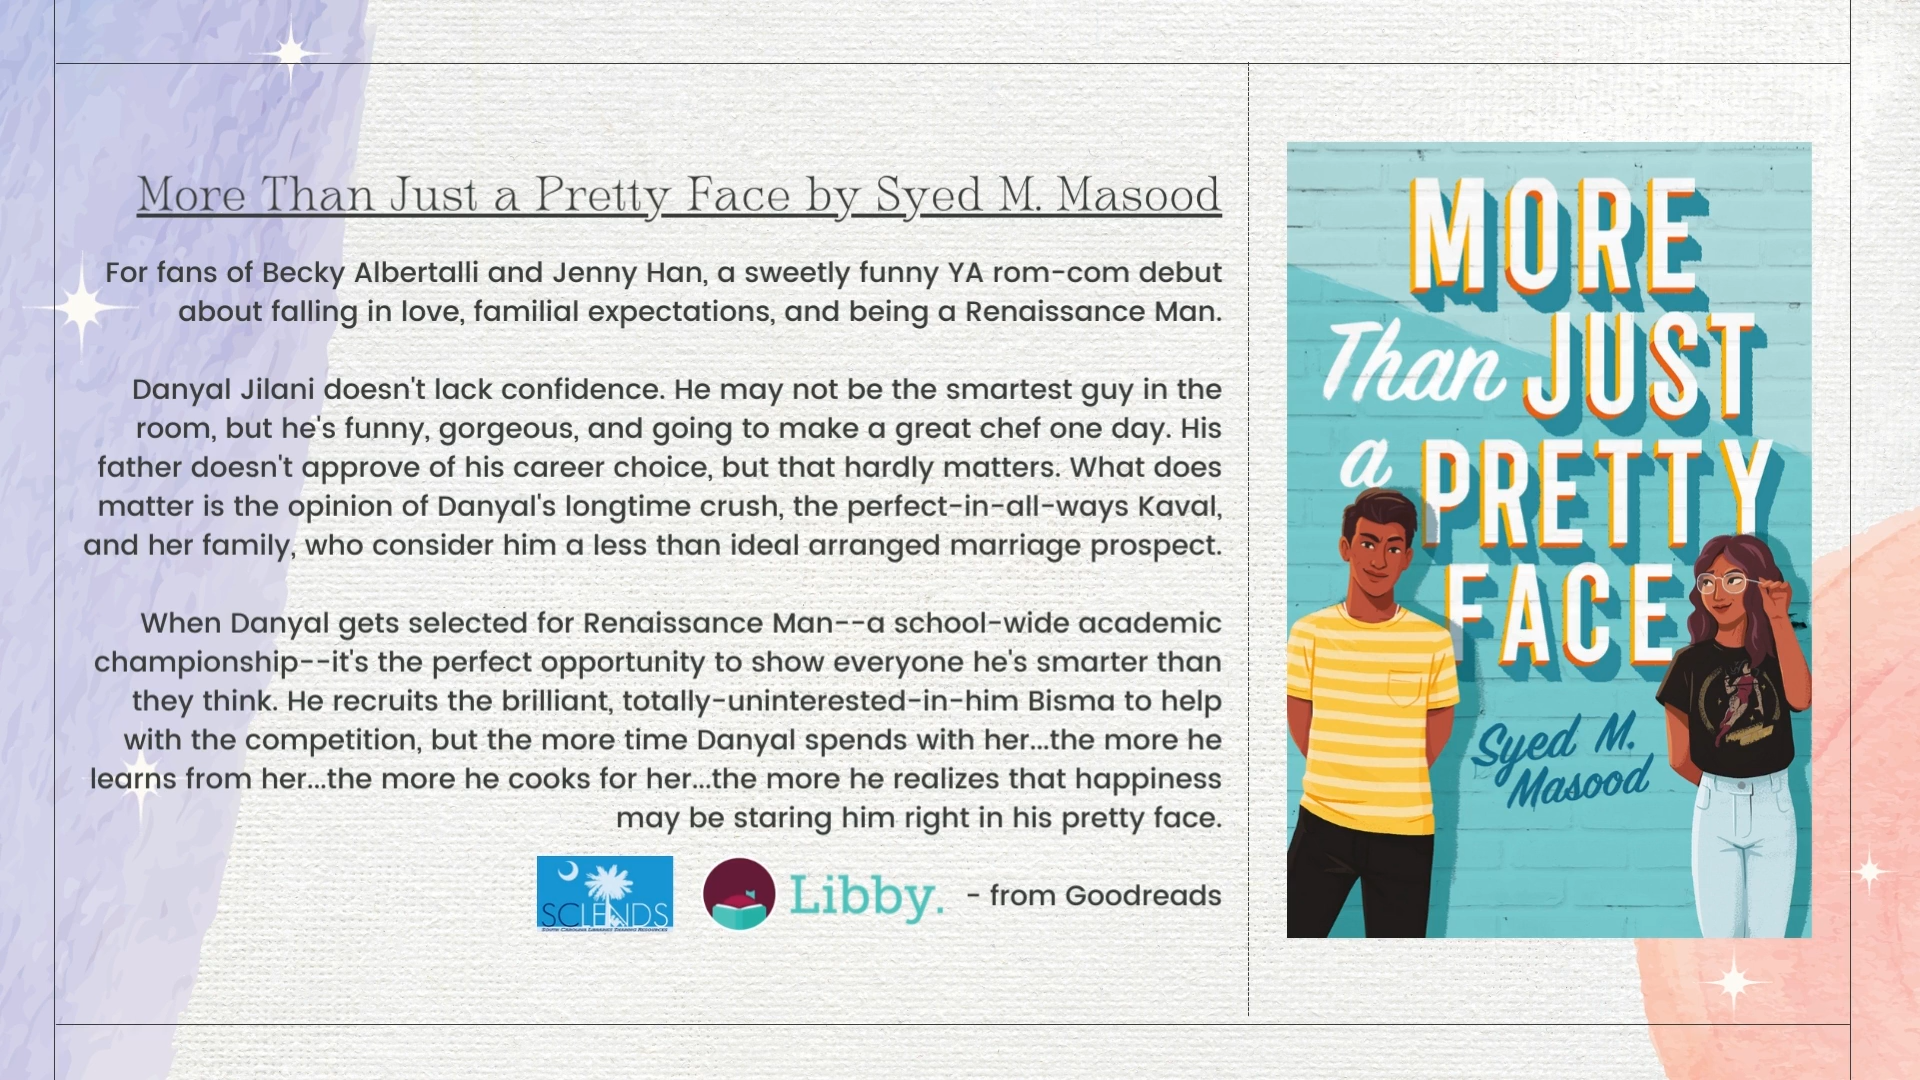 More Than Just a Pretty Face by Syed M. Masood
For fans of Becky Albertalli and Jenny Han, a sweetly funny YA rom-com debut
about falling in love, familial expectations, and being a Renaissance Man.
Danyal Jilani doesn't lack confidence. He may not be the smartest guy in the
room, but he's funny, gorgeous, and going to make a great chef one day. His
father doesn't approve of his career choice, but that hardly matters. What does
matter is the opinion of Danyal's longtime crush, the perfect-in-all-ways Kaval,
and her family, who consider him a less than ideal arranged marriage prospect.
When Danyal gets selected for Renaissance Man--a school-wide academic
championship--it's the perfect opportunity to show everyone he's smarter than
they think. He recruits the brilliant, totally-uninterested-in-him Bisma to help
with the competition, but the more time Danyal spends with her...the more he
learns from her...the more he cooks for her...the more he realizes that happiness
may be staring him right in his pretty face.
SCLENDS
South Carolina Libraries Sharing Resources
Libby.
- from Goodreads
MORE
Than JUST
a PRETTY
FACE
Syed M.
Masood